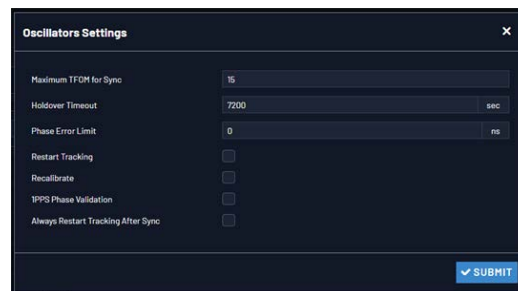 Oscillators Settings ×
Maximum TFOM for Sync 15
Holdover Timeout 7200 sec
Phase Error Limit 0 ns
Restart Tracking
Recalibrate
1PPS Phase Validation
Always Restart Tracking After Sync
SUBMIT